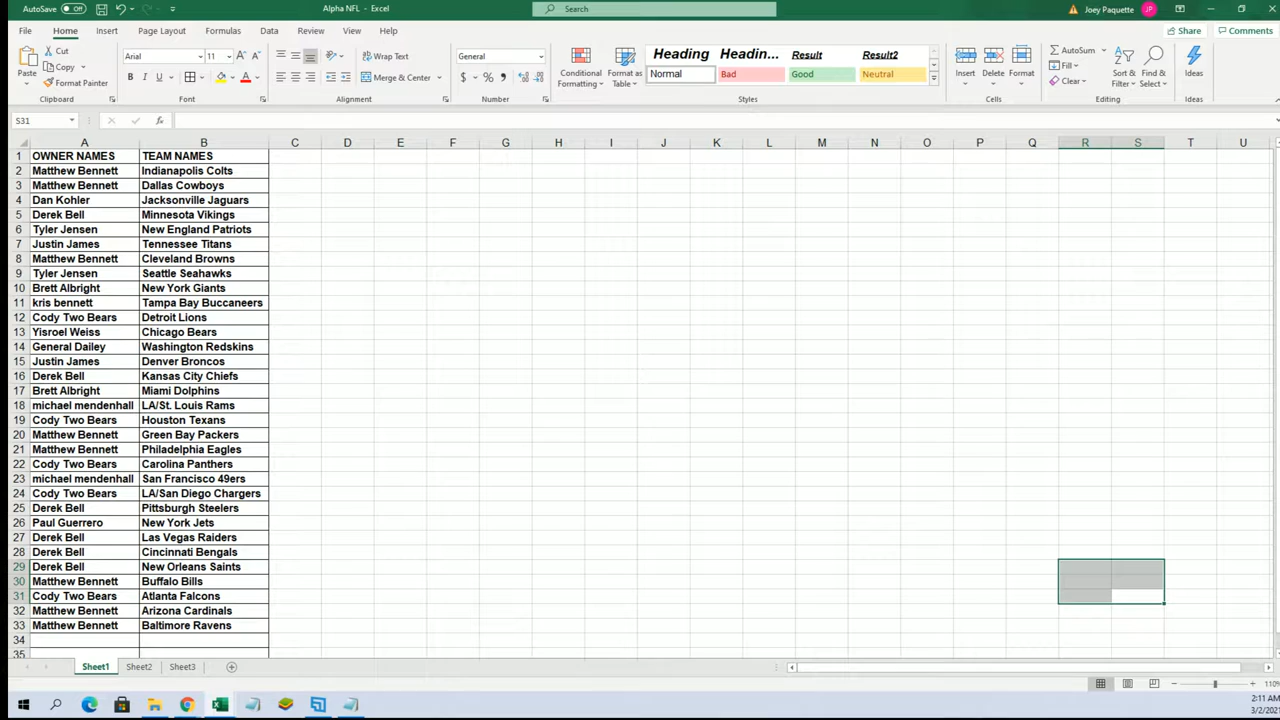 AutoSave Off Alpha NFL - Excel Search Joey Paquette JP
File Home Insert Page Layout Formulas Data Review View Help Share Comments
Paste Cut Copy Format Painter Clipboard
Arial 11 B I U A A A Font
Wrap Text Merge & Center Alignment
General $ % Number
Conditional Formatting Format as Table
Heading Headin... Result Result2
Normal Bad Good Neutral
Styles
Insert Delete Format Cells
AutoSum Fill Clear Sort & Filter Find & Select Editing
Ideas Ideas
S31 fx
A B C D E F G H I J K L M N O P Q R S T U
1 OWNER NAMES TEAM NAMES
2 Matthew Bennett Indianapolis Colts
3 Matthew Bennett Dallas Cowboys
4 Dan Kohler Jacksonville Jaguars
5 Derek Bell Minnesota Vikings
6 Tyler Jensen New England Patriots
7 Justin James Tennessee Titans
8 Matthew Bennett Cleveland Browns
9 Tyler Jensen Seattle Seahawks
10 Brett Albright New York Giants
11 kris bennett Tampa Bay Buccaneers
12 Cody Two Bears Detroit Lions
13 Yisroel Weiss Chicago Bears
14 General Dailey Washington Redskins
15 Justin James Denver Broncos
16 Derek Bell Kansas City Chiefs
17 Brett Albright Miami Dolphins
18 michael mendenhall LA/St. Louis Rams
19 Cody Two Bears Houston Texans
20 Matthew Bennett Green Bay Packers
21 Matthew Bennett Philadelphia Eagles
22 Cody Two Bears Carolina Panthers
23 michael mendenhall San Francisco 49ers
24 Cody Two Bears LA/San Diego Chargers
25 Derek Bell Pittsburgh Steelers
26 Paul Guerrero New York Jets
27 Derek Bell Las Vegas Raiders
28 Derek Bell Cincinnati Bengals
29 Derek Bell New Orleans Saints
30 Matthew Bennett Buffalo Bills
31 Cody Two Bears Atlanta Falcons
32 Matthew Bennett Arizona Cardinals
33 Matthew Bennett Baltimore Ravens
34
35
Sheet1 Sheet2 Sheet3
110%
2:11 AM
3/2/2021